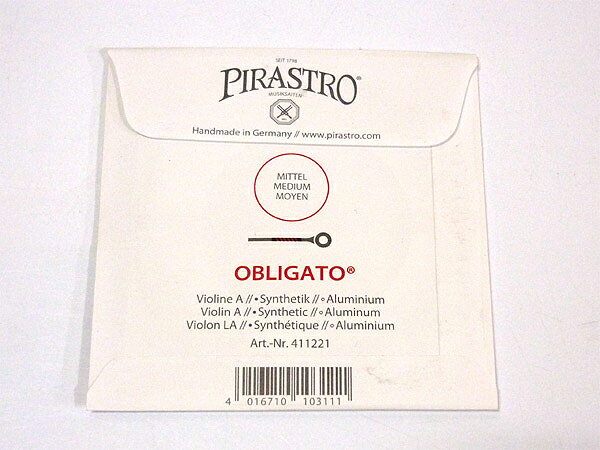 SEIT 1798
PIRASTRO®
MUSIKSAITEN
Handmade in Germany // www.pirastro.com
MITTEL
MEDIUM
MOYEN
OBLIGATO®
Violine A // • Synthetik // ∘ Aluminium
Violin A // • Synthetic // ∘ Aluminum
Violon LA // • Synthétique // ∘ Aluminium
Art.-Nr. 411221
4 016710 103111